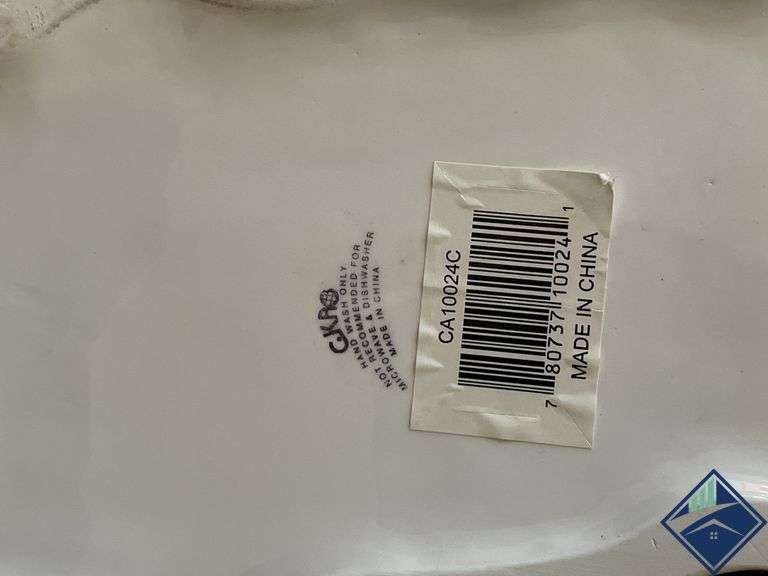 CKRO
HAND WASH ONLY
NOT RECOMMENDED FOR
MICROWAVE & DISHWASHER
MADE IN CHINA
CA10024C
7 80737 10024 1
MADE IN CHINA